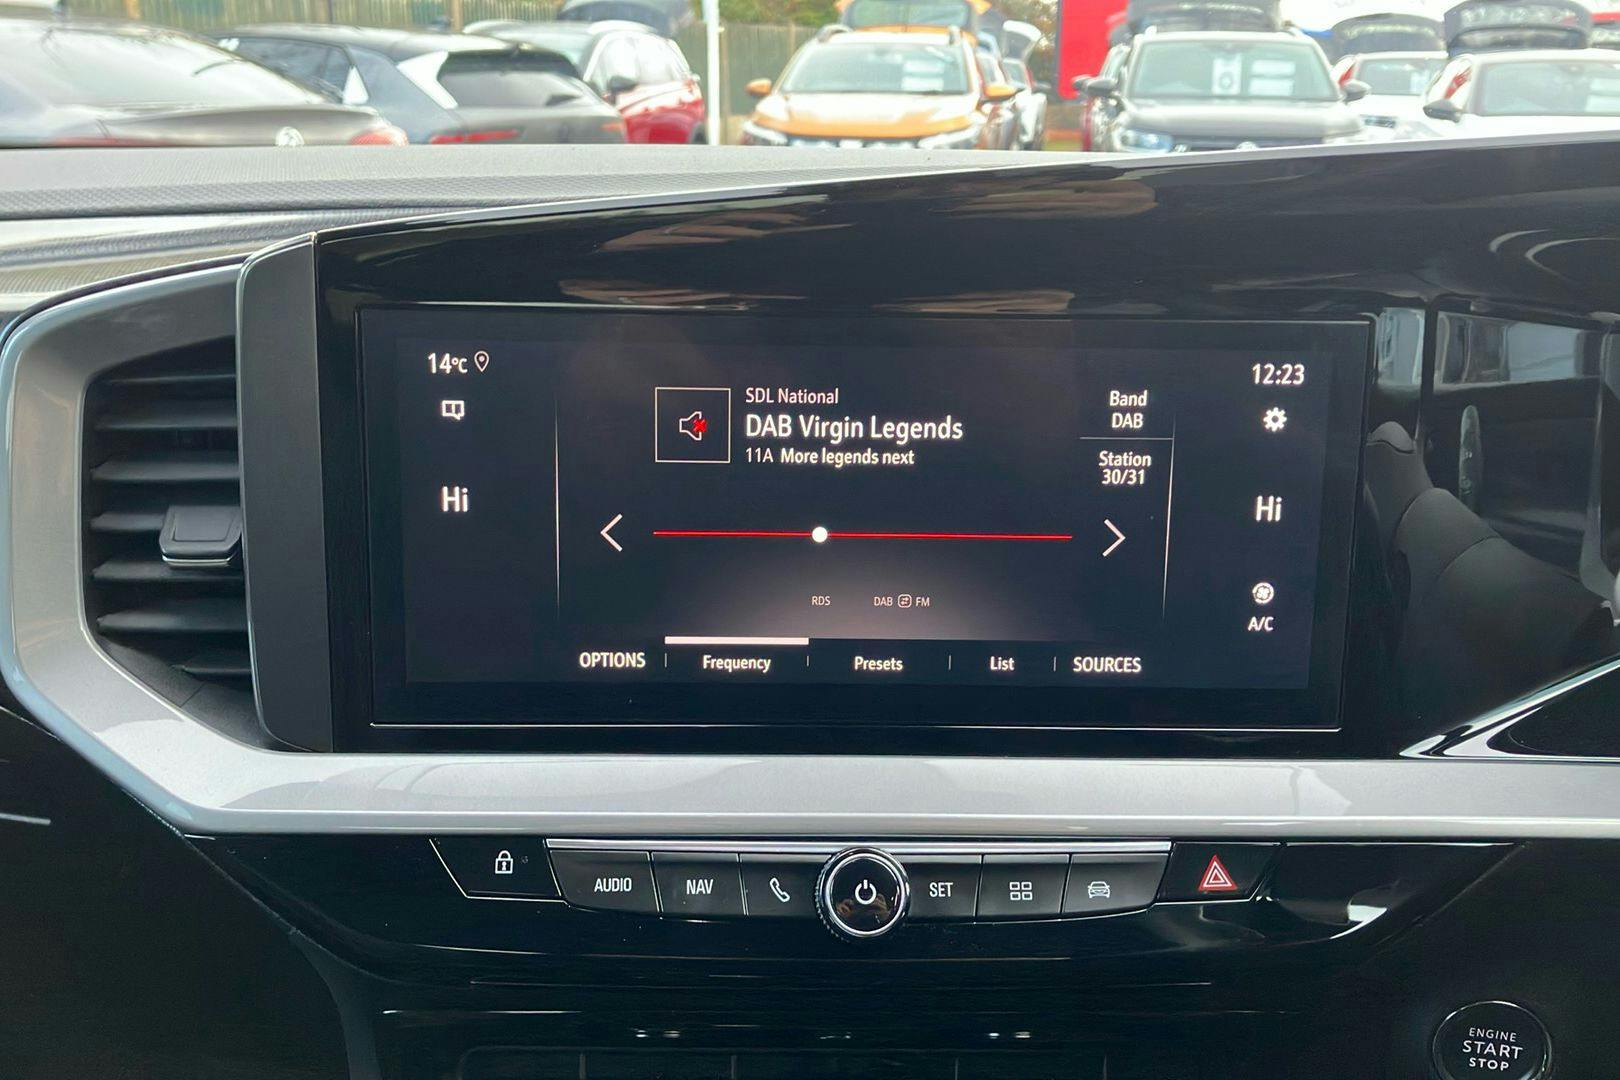 14°C
12:23
SDL National
DAB Virgin Legends
11A More legends next
Band
DAB
Station
30/31
Hi
Hi
A/C
RDS
DAB FM
OPTIONS
Frequency
Presets
List
SOURCES
AUDIO
NAV
SET
ENGINE
START
STOP